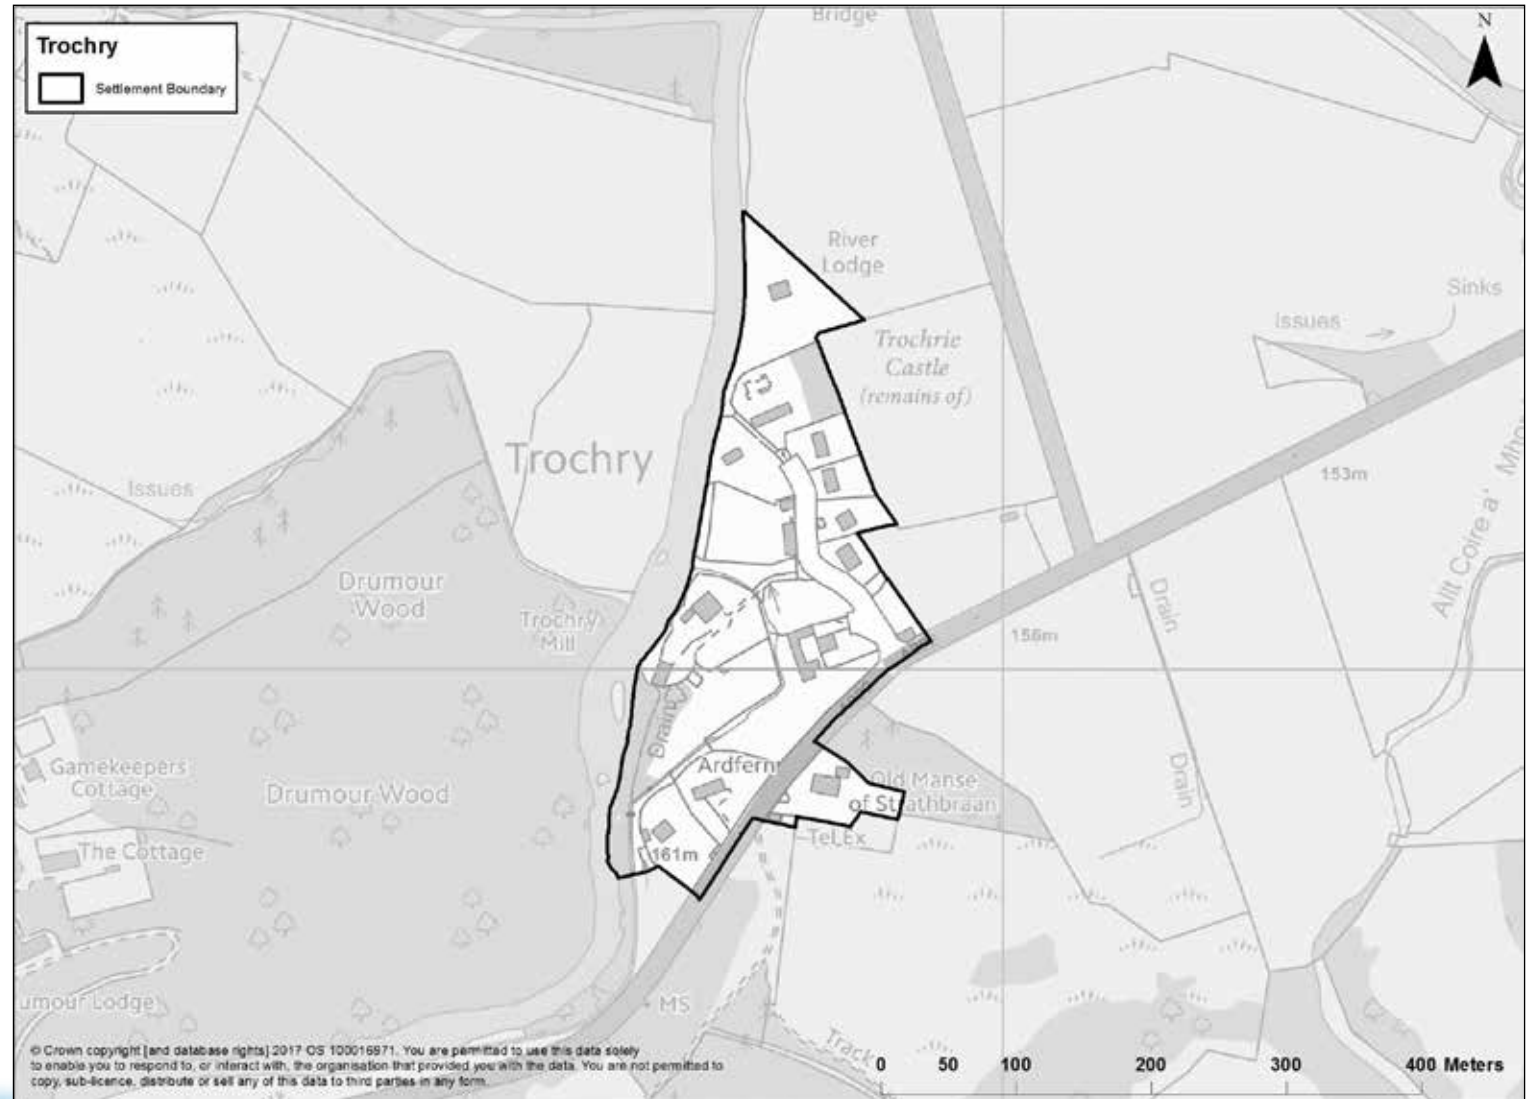 Trochry
Settlement Boundary
Bridge
N
River
Lodge
Sinks
Issues
Trochrie
Castle
(remains of)
Trochry
153m
Issues
Allt Coire a'
Drumour
Wood
Trochry
Mill
Drain
156m
Drain
Drain
Gamekeepers
Cottage
Drumour Wood
Ardfern
Old Manse
of Strathbraan
TelEx
The Cottage
161m
umour Lodge
MS
Track
© Crown copyright [and database rights] 2017 OS 100016971. You are permitted to use this data solely
to enable you to respond to, or interact with, the organisation that provided you with the data. You are not permitted to
copy, sub-licence, distribute or sell any of this data to third parties in any form.
0 50 100 200 300 400 Meters